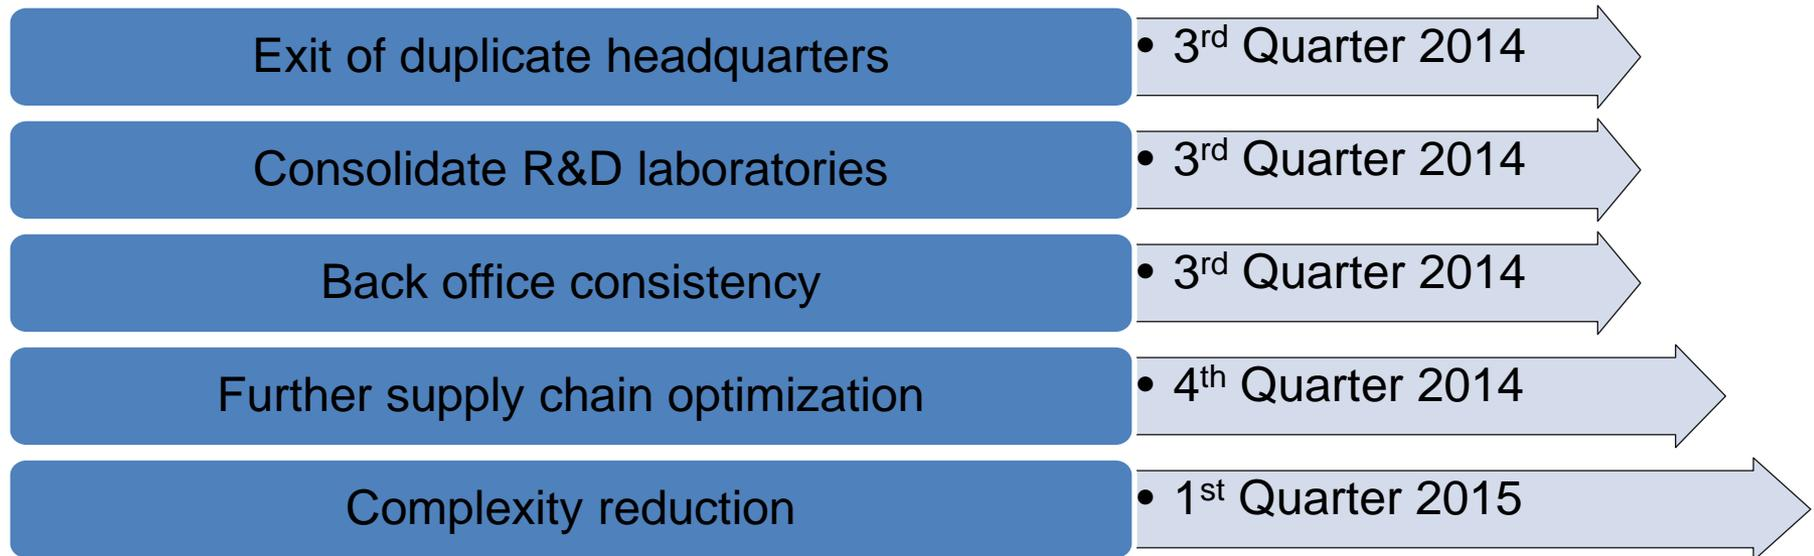 Exit of duplicate headquarters
• 3rd Quarter 2014
Consolidate R&D laboratories
• 3rd Quarter 2014
Back office consistency
• 3rd Quarter 2014
Further supply chain optimization
• 4th Quarter 2014
Complexity reduction
• 1st Quarter 2015